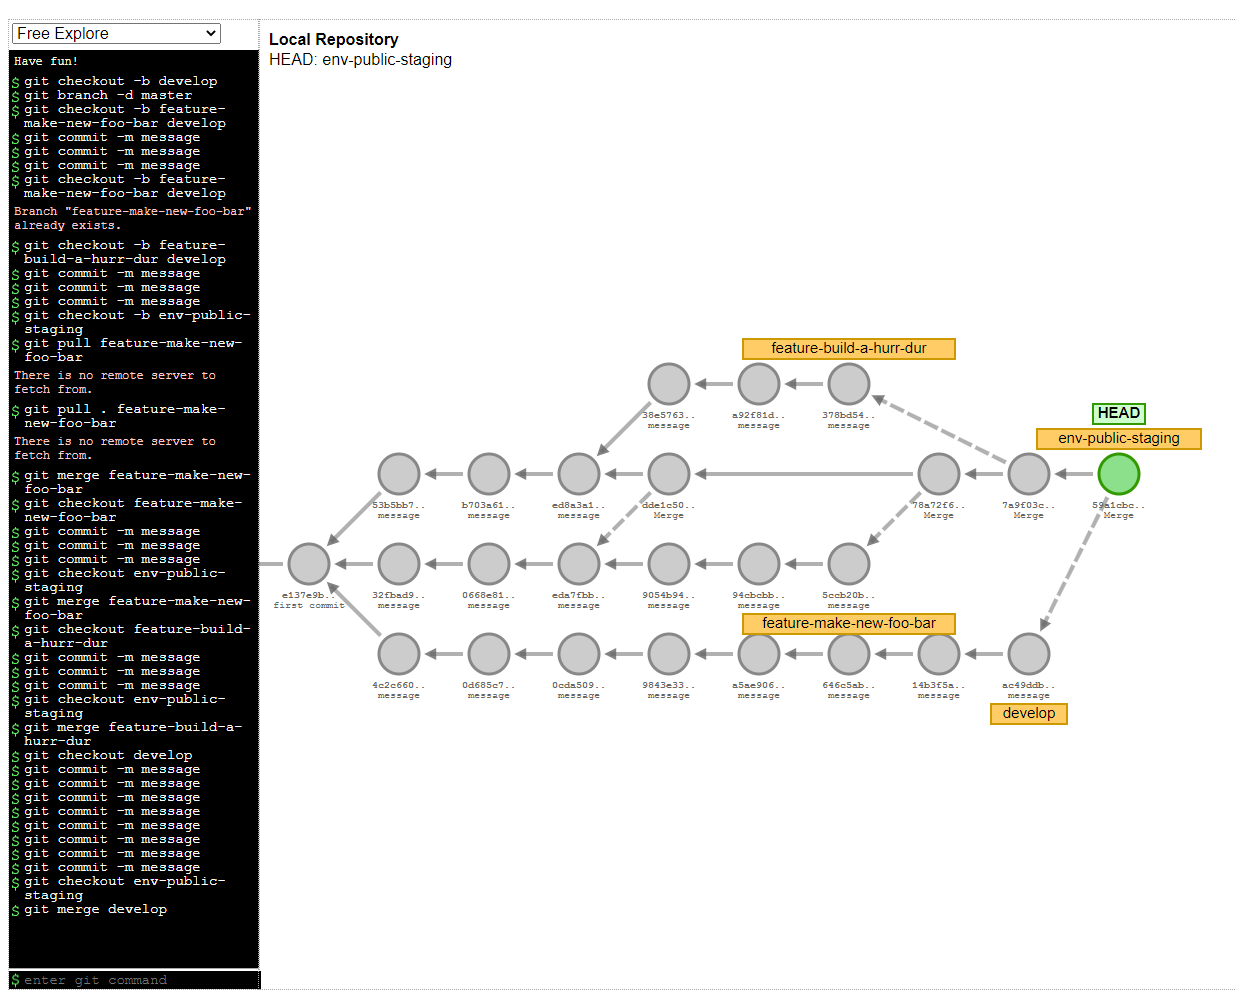 Free Explore
Have fun!
$ git checkout -b develop
$ git branch -d master
$ git checkout -b feature-
make-new-foo-bar develop
$ git commit -m message
$ git commit -m message
$ git commit -m message
$ git checkout -b feature-
make-new-foo-bar develop
Branch "feature-make-new-foo-bar"
already exists.
$ git checkout -b feature-
build-a-hurr-dur develop
$ git commit -m message
$ git commit -m message
$ git commit -m message
$ git checkout -b env-public-
staging
$ git pull feature-make-new-
foo-bar
There is no remote server to
fetch from.
$ git pull . feature-make-
new-foo-bar
There is no remote server to
fetch from.
$ git merge feature-make-new-
foo-bar
$ git checkout feature-make-
new-foo-bar
$ git commit -m message
$ git commit -m message
$ git commit -m message
$ git checkout env-public-
staging
$ git merge feature-make-new-
foo-bar
$ git checkout feature-build-
a-hurr-dur
$ git commit -m message
$ git commit -m message
$ git commit -m message
$ git checkout env-public-
staging
$ git merge feature-build-a-
hurr-dur
$ git checkout develop
$ git commit -m message
$ git commit -m message
$ git commit -m message
$ git commit -m message
$ git commit -m message
$ git commit -m message
$ git commit -m message
$ git commit -m message
$ git checkout env-public-
staging
$ git merge develop
$ enter git command
Local Repository
HEAD: env-public-staging
feature-build-a-hurr-dur
38e5763.. a92f81d.. 378bd54..
message message message
HEAD
env-public-staging
53b5bb7.. b703a61.. ed8a3a1.. dde1c50.. 78a72f6.. 7a9f03c.. 59a1cbc..
message message message Merge Merge Merge Merge
e137e9b.. 32fbad9.. 0668e81.. eda7fbb.. 9054b94.. 94cbcbb.. 5ccb20b..
first commit message message message message message message
feature-make-new-foo-bar
4c2c660.. 0d685c7.. 0cda509.. 9843e33.. a5ae906.. 646c5ab.. 14b3f5a.. ac49ddb..
message message message message message message message message
develop